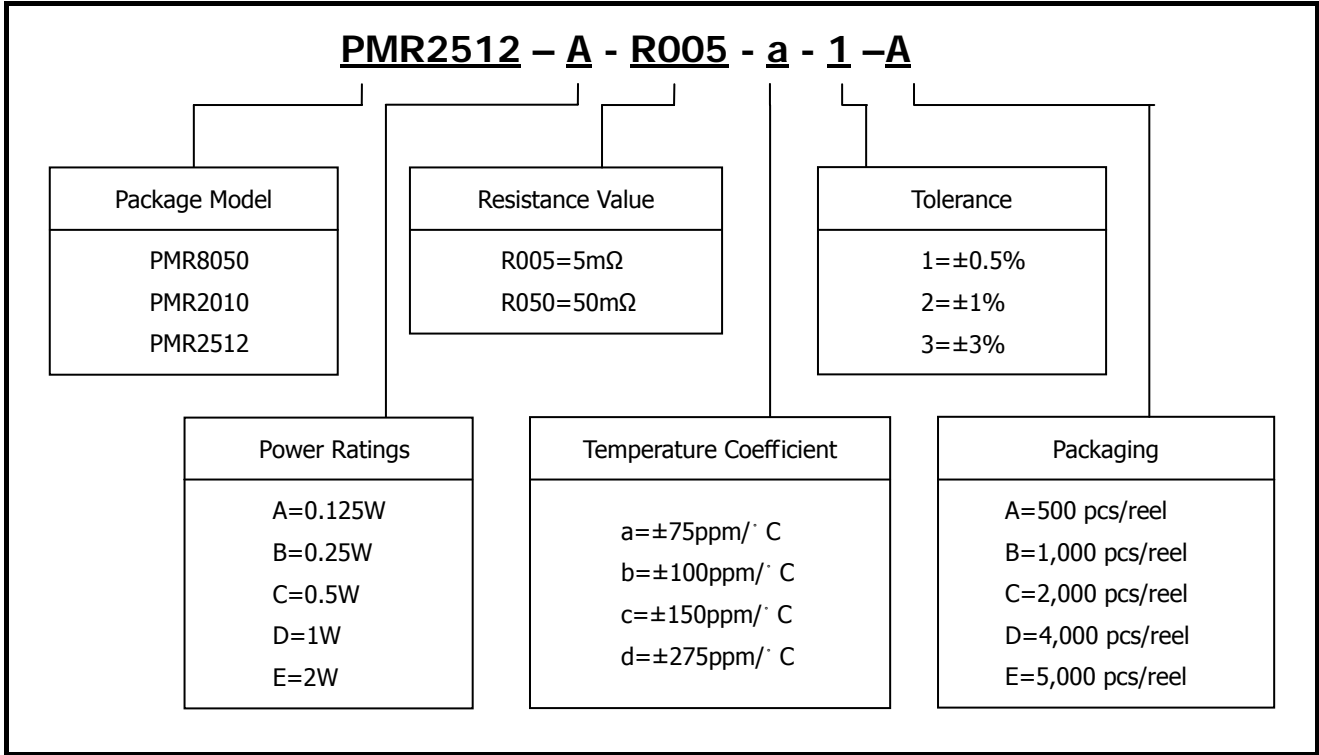 PMR2512 – A - R005 - a - 1 –A
Package Model
PMR8050
PMR2010
PMR2512
Resistance Value
R005=5mΩ
R050=50mΩ
Tolerance
1=±0.5%
2=±1%
3=±3%
Power Ratings
A=0.125W
B=0.25W
C=0.5W
D=1W
E=2W
Temperature Coefficient
a=±75ppm/˚ C
b=±100ppm/˚ C
c=±150ppm/˚ C
d=±275ppm/˚ C
Packaging
A=500 pcs/reel
B=1,000 pcs/reel
C=2,000 pcs/reel
D=4,000 pcs/reel
E=5,000 pcs/reel